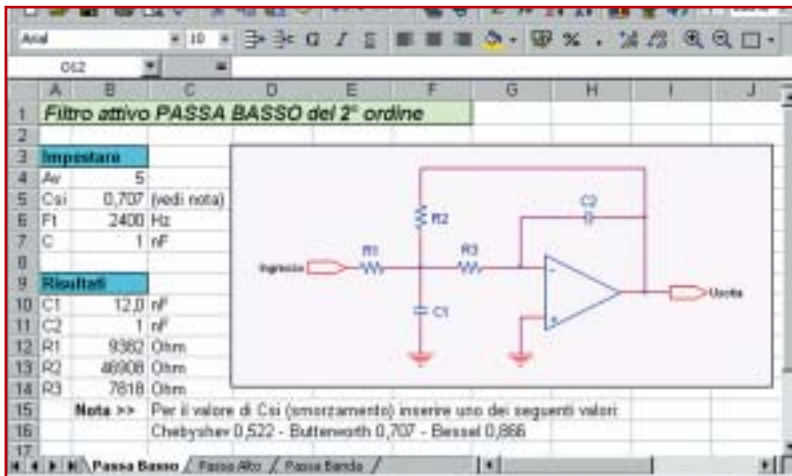 Arial 10 G I S %
O12 =
A B C D E F G H I J
1 Filtro attivo PASSA BASSO del 2° ordine
2
3 Impostare
4 Av 5
5 Csi 0,707 (vedi nota)
6 Ft 2400 Hz
7 C 1 nF
8
9 Risultati
10 C1 12,0 nF
11 C2 1 nF
12 R1 9382 Ohm
13 R2 46908 Ohm
14 R3 7818 Ohm
C2
R2
R1 R3
Ingresso
- Uscita
C1
+
15 Nota >> Per il valore di Csi (smorzamento) inserire uno dei seguenti valori
16 Chebyshev 0,522 - Butterworth 0,707 - Bessel 0,866
17
Passa Basso / Passa Alto / Passa Banda /